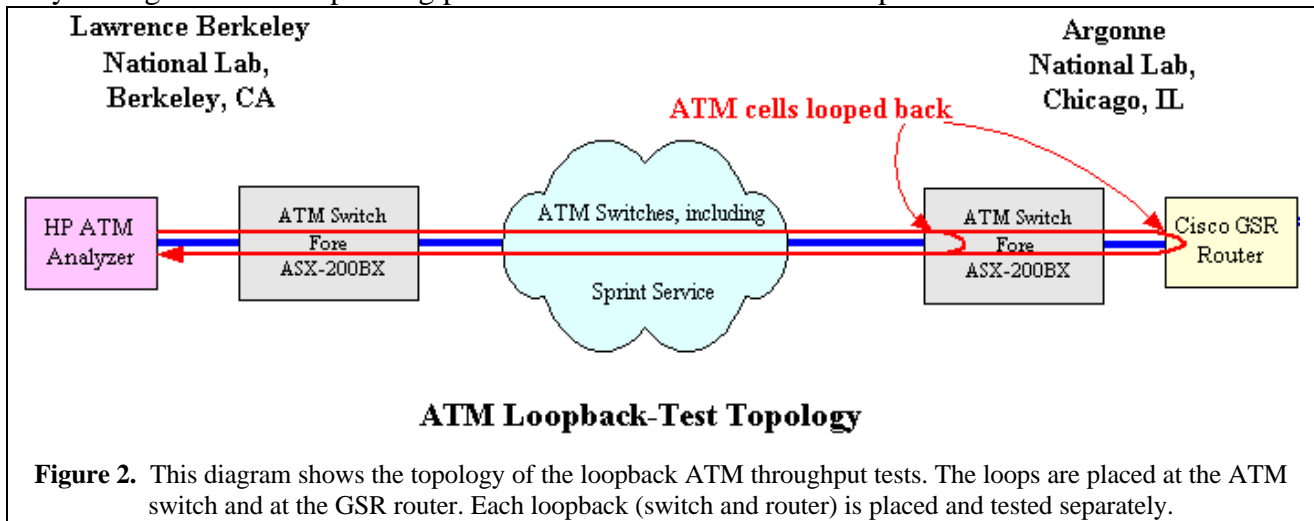 Lawrence Berkeley
National Lab,
Berkeley, CA
Argonne
National Lab,
Chicago, IL
ATM cells looped back
HP ATM
Analyzer
ATM Switch
Fore
ASX-200BX
ATM Switches, including
Sprint Service
ATM Switch
Fore
ASX-200BX
Cisco GSR
Router
ATM Loopback-Test Topology
Figure 2. This diagram shows the topology of the loopback ATM throughput tests. The loops are placed at the ATM
switch and at the GSR router. Each loopback (switch and router) is placed and tested separately.